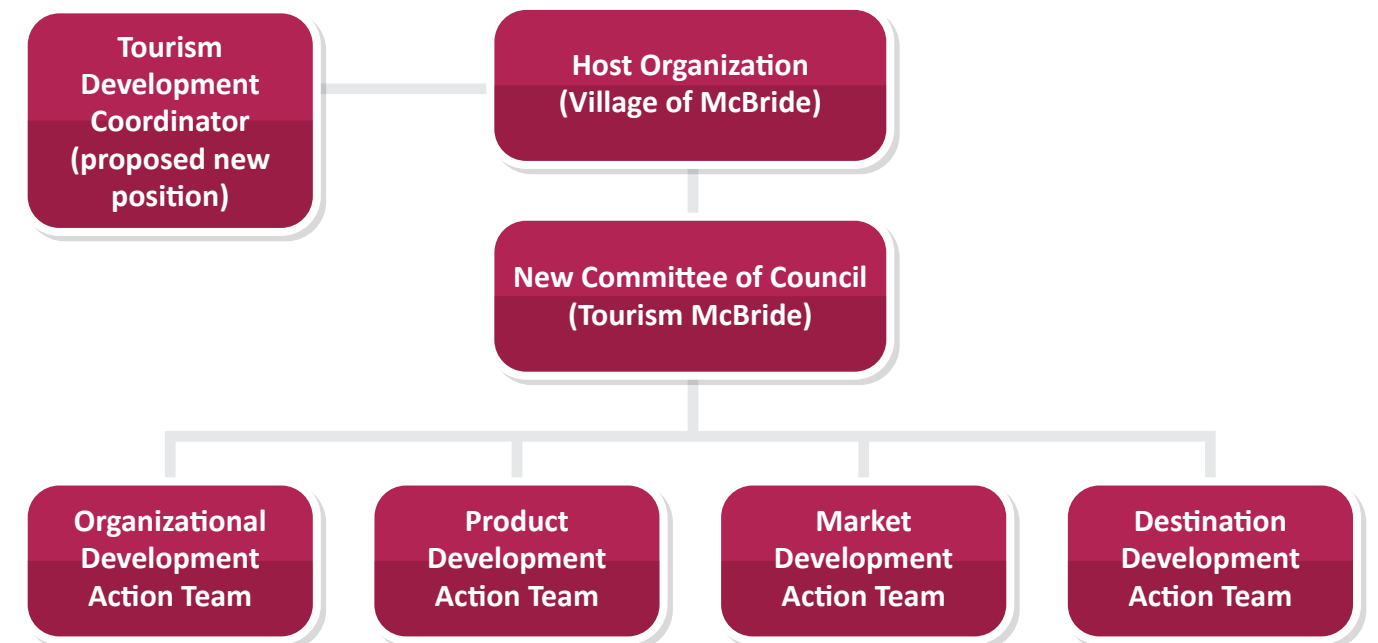 Tourism
Development
Coordinator
(proposed new
position)
Host Organization
(Village of McBride)
New Committee of Council
(Tourism McBride)
Organizational
Development
Action Team
Product
Development
Action Team
Market
Development
Action Team
Destination
Development
Action Team